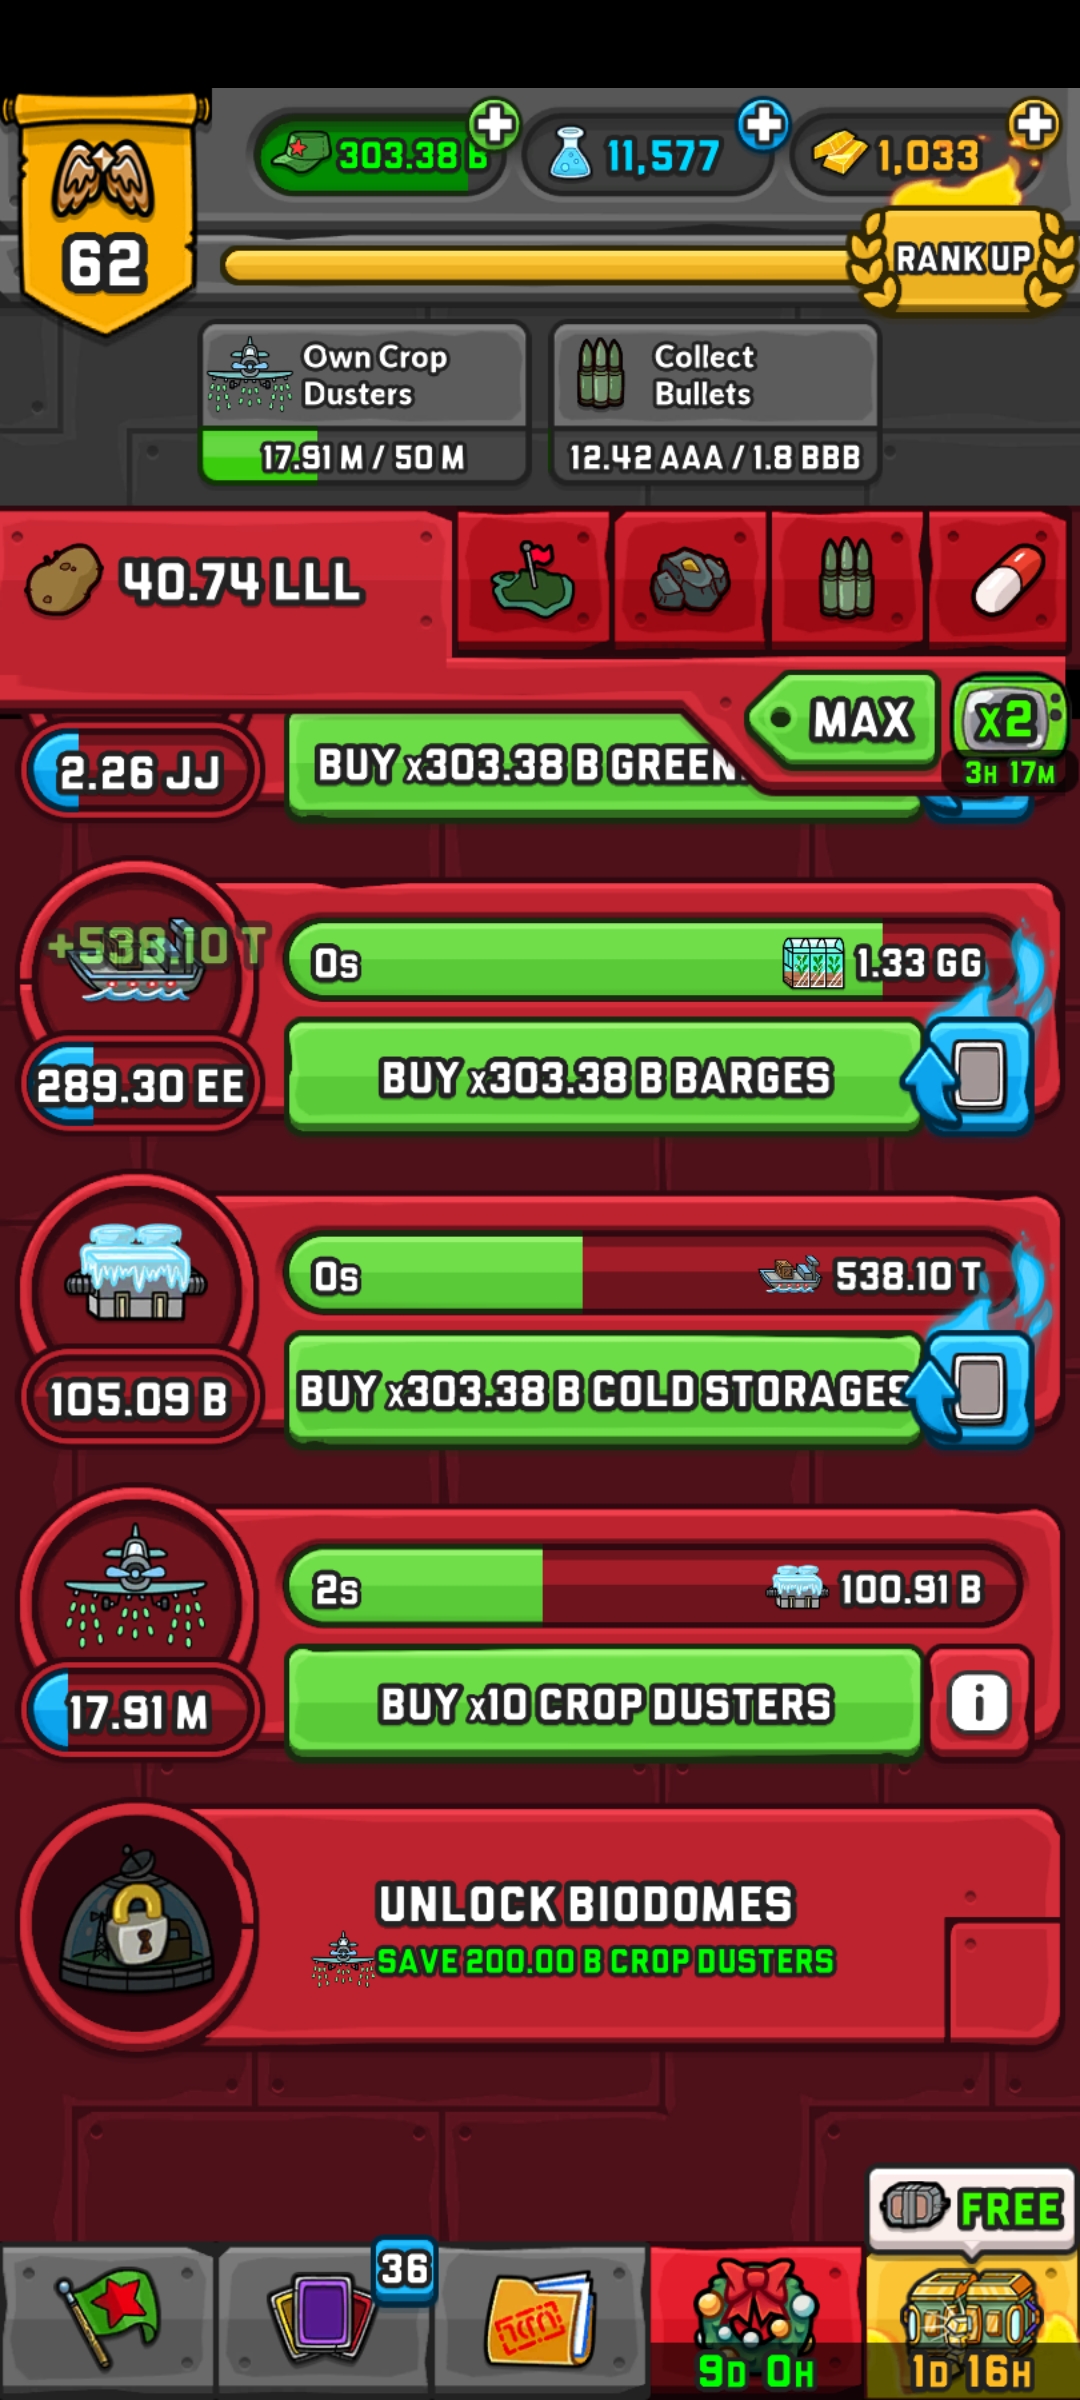 303.38 B
11,577
1,033
62
RANK UP
Own Crop
Dusters
Collect
Bullets
17.91 M / 50 M
12.42 AAA / 1.8 BBB
40.74 LLL
MAX
x2
3H 17M
2.26 JJ
BUY x303.38 B GREEN
+538.10 T
0s
1.33 GG
289.30 EE
BUY x303.38 B BARGES
0s
538.10 T
105.09 B
BUY x303.38 B COLD STORAGES
2s
100.91 B
17.91 M
BUY x10 CROP DUSTERS
i
UNLOCK BIODOMES
SAVE 200.00 B CROP DUSTERS
FREE
36
9D 0H
1D 16H